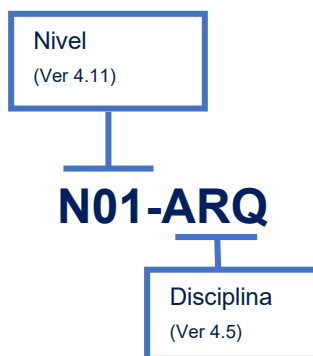 Nivel
(Ver 4.11)
N01-ARQ
Disciplina
(Ver 4.5)